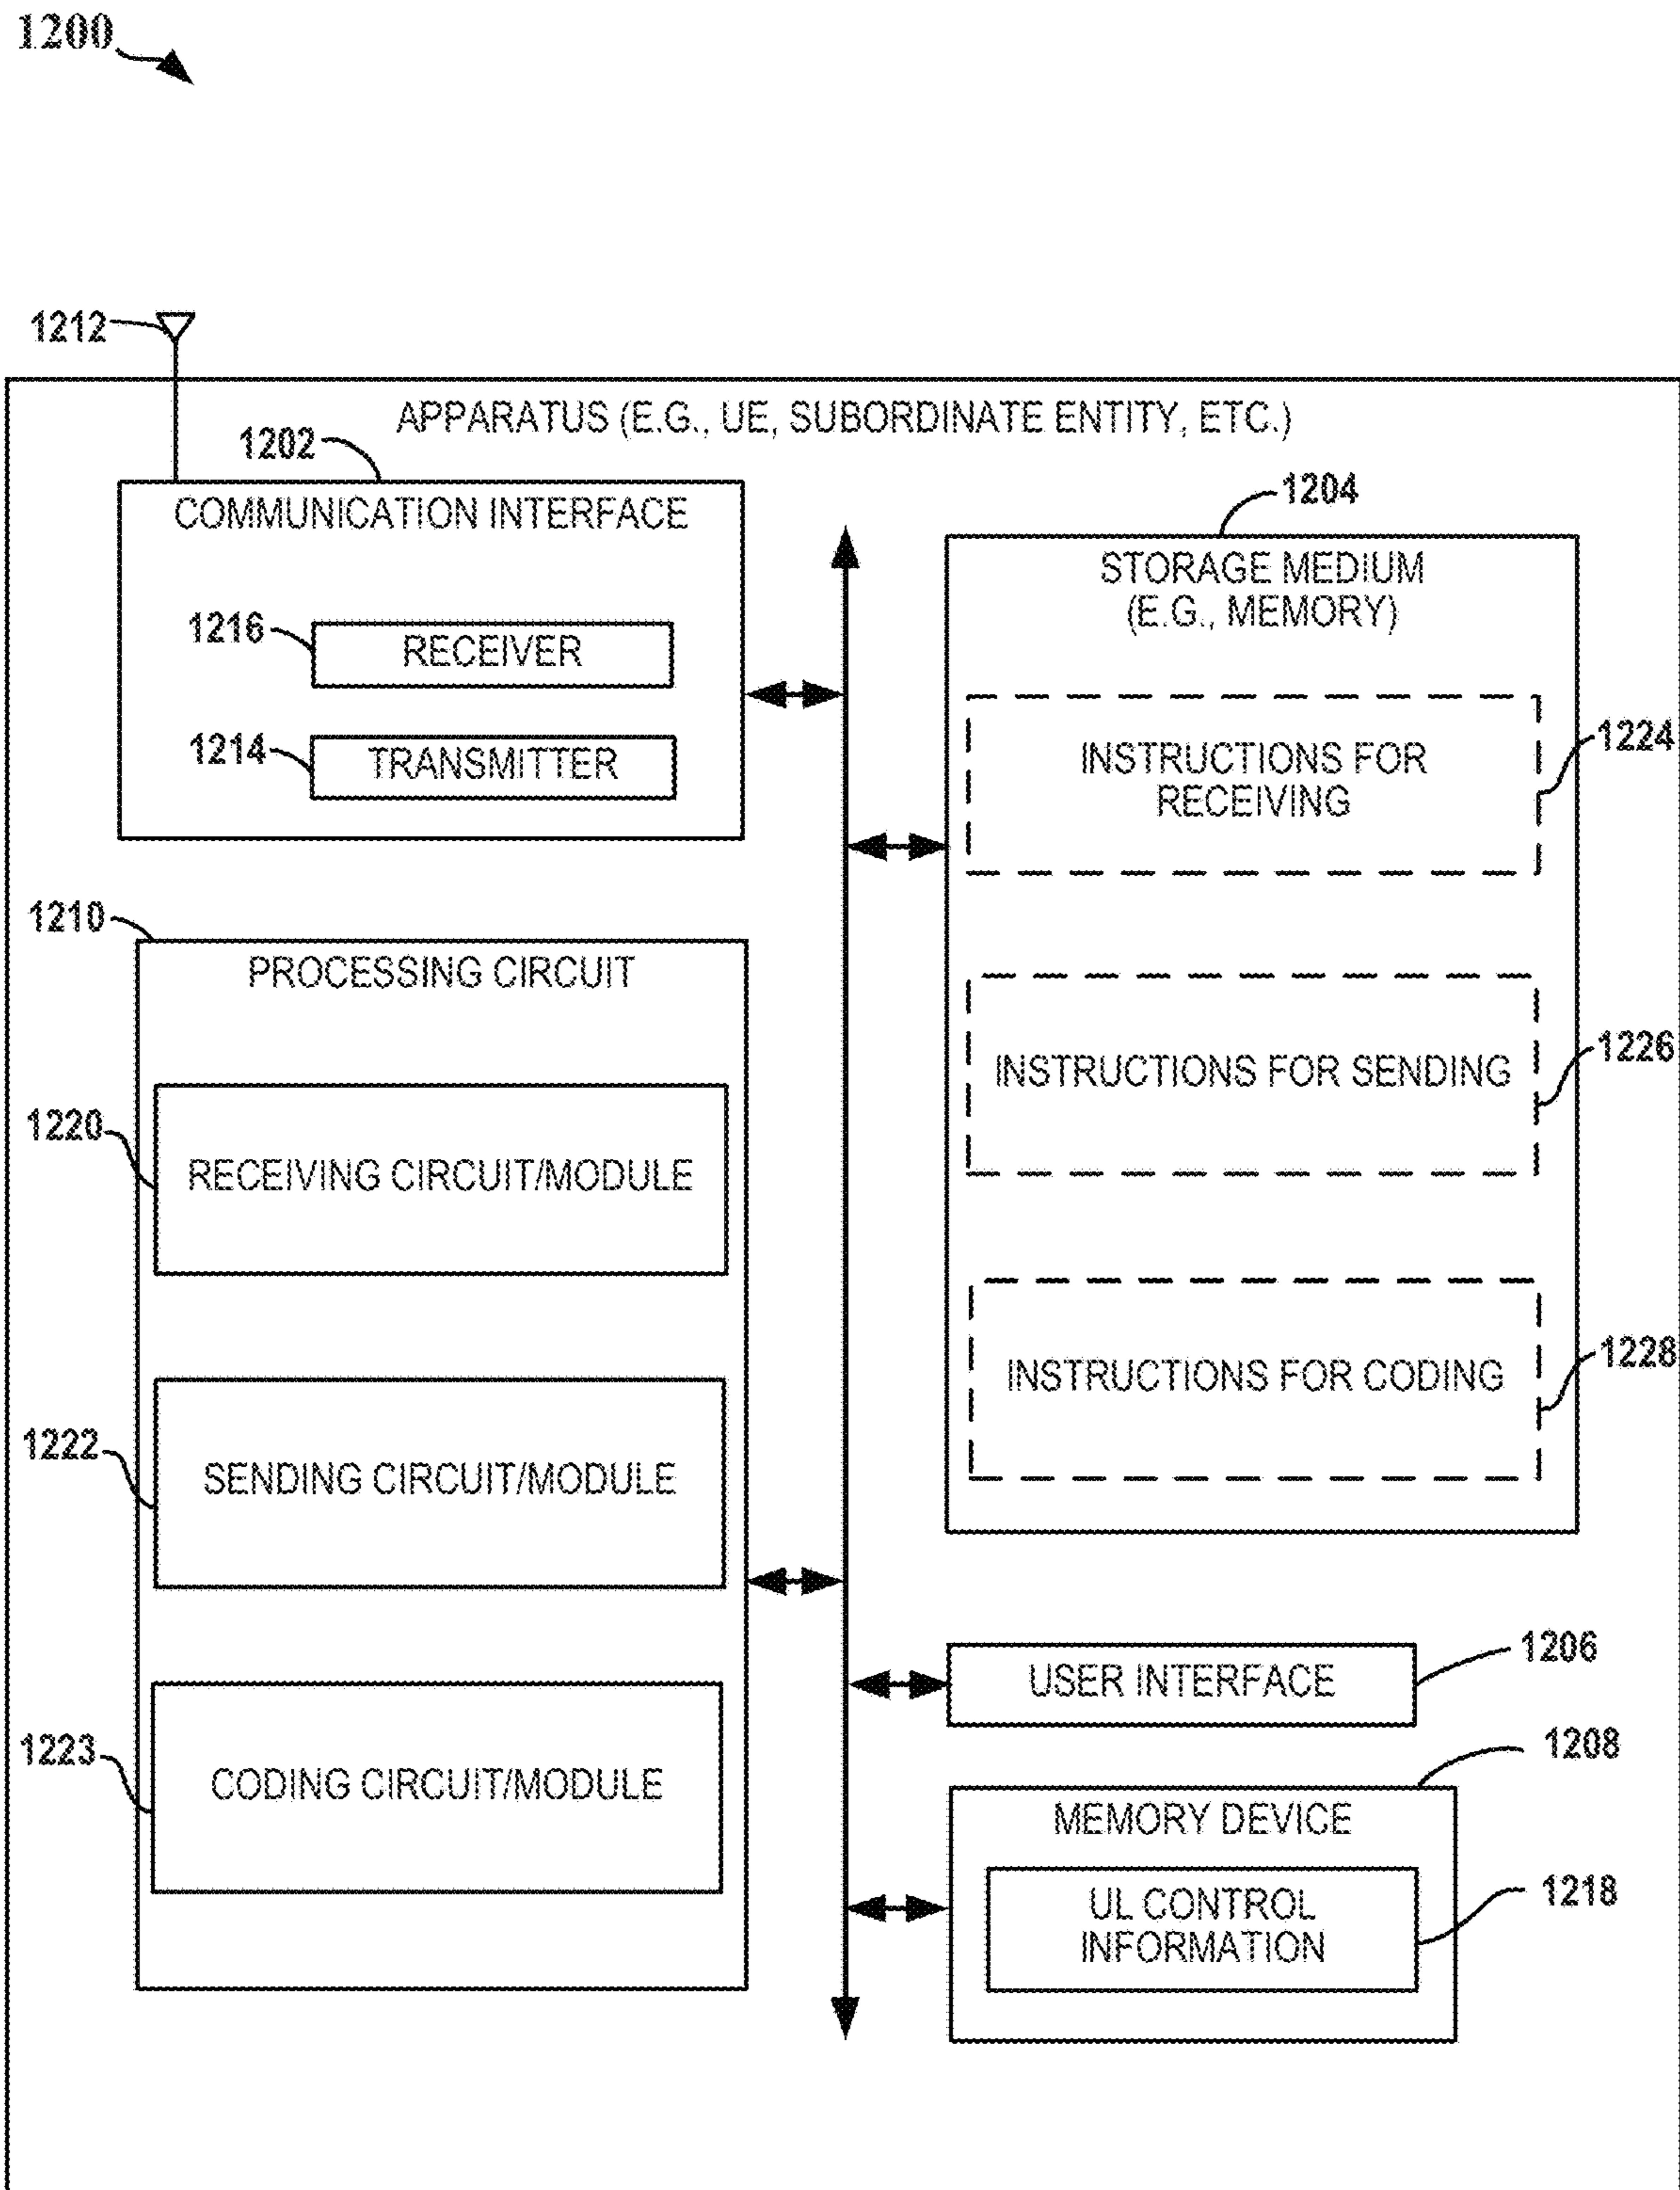 1200
1212
APPARATUS (E.G., UE, SUBORDINATE ENTITY, ETC.)
1202
COMMUNICATION INTERFACE
1216
RECEIVER
1214
TRANSMITTER
1204
STORAGE MEDIUM
(E.G., MEMORY)
INSTRUCTIONS FOR
RECEIVING
1224
INSTRUCTIONS FOR SENDING
1226
INSTRUCTIONS FOR CODING
1228
1210
PROCESSING CIRCUIT
1220
RECEIVING CIRCUIT/MODULE
1222
SENDING CIRCUIT/MODULE
1223
CODING CIRCUIT/MODULE
1206
USER INTERFACE
1208
MEMORY DEVICE
UL CONTROL
INFORMATION
1218